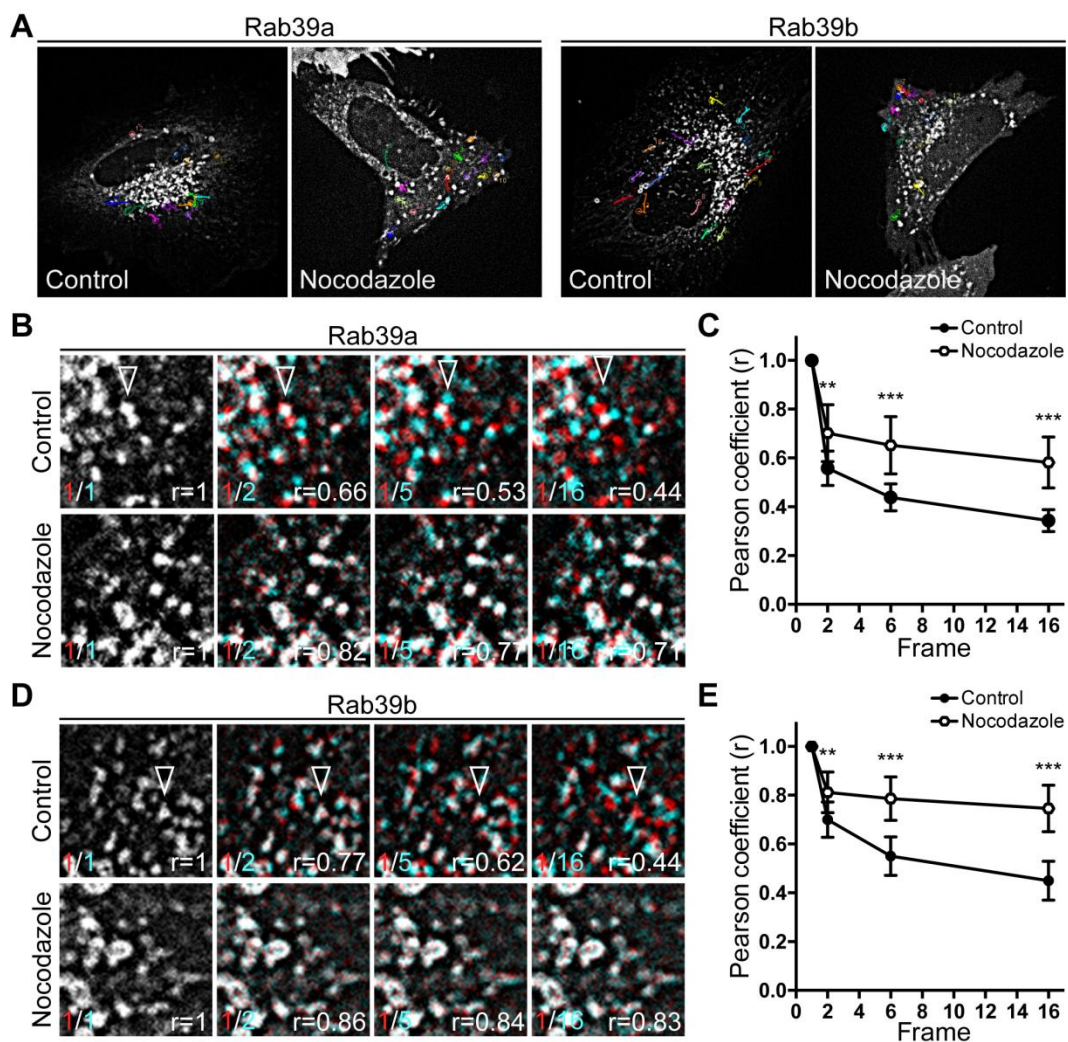 A
Rab39a
Rab39b
Control
Nocodazole
Control
Nocodazole
B
Rab39a
Control
1/1
r=1
1/2
r=0.66
1/5
r=0.53
1/16
r=0.44
Nocodazole
1/1
r=1
1/2
r=0.82
1/5
r=0.77
1/16
r=0.71
C
Control
Nocodazole
Pearson coefficient (r)
1.0
0.8
0.6
0.4
0.2
0.0
**
***
***
0 2 4 6 8 10 12 14 16
Frame
D
Rab39b
Control
1/1
r=1
1/2
r=0.77
1/5
r=0.62
1/16
r=0.44
Nocodazole
1/1
r=1
1/2
r=0.86
1/5
r=0.84
1/16
r=0.83
E
Control
Nocodazole
Pearson coefficient (r)
1.0
0.8
0.6
0.4
0.2
0.0
**
***
***
0 2 4 6 8 10 12 14 16
Frame